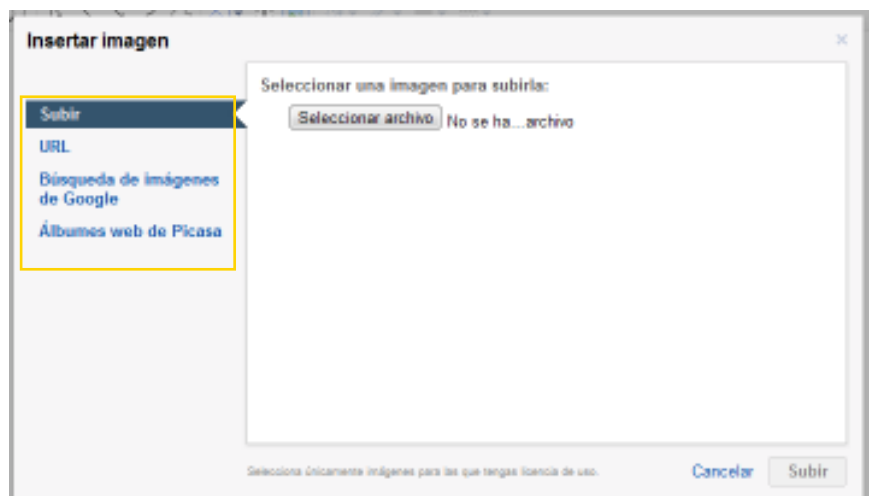 Insertar imagen
×
Seleccionar una imagen para subirla:
Subir
Seleccionar archivo No se ha...archivo
URL
Búsqueda de imágenes
de Google
Álbumes web de Picasa
Selecciona únicamente imágenes para las que tengas licencia de uso.
Cancelar
Subir